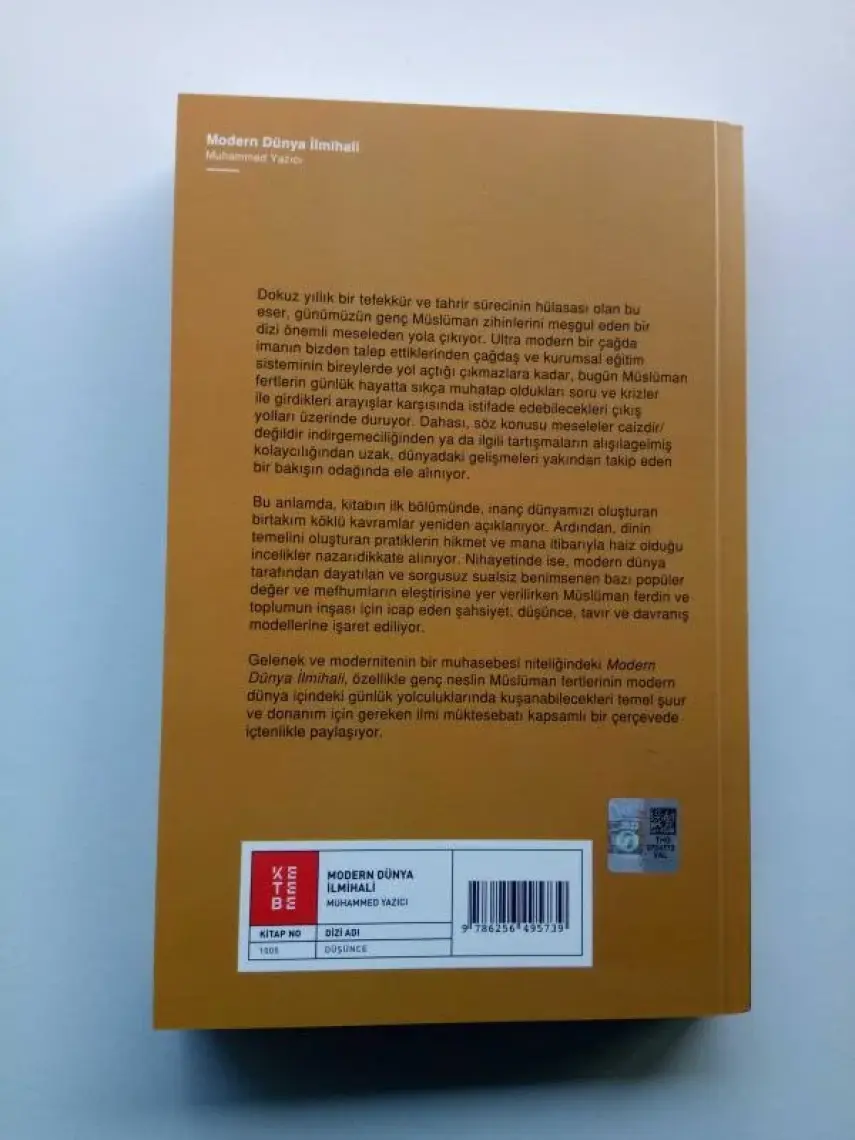 Modern Dünya İlmihali
Muhammed Yazıcı
Dokuz yıllık bir tefekkür ve tahrir sürecinin hülasası olan bu
eser, günümüzün genç Müslüman zihinlerini meşgul eden bir
dizi önemli meseleden yola çıkıyor. Ultra modern bir çağda
imanın bizden talep ettiklerinden çağdaş ve kurumsal eğitim
sisteminin bireylerde yol açtığı çıkmazlara kadar, bugün Müslüman
fertlerin günlük hayatta sıkça muhatap oldukları soru ve krizler
ile girdikleri arayışlar karşısında istifade edebilecekleri çıkış
yolları üzerinde duruyor. Dahası, söz konusu meseleler caizdir/
değildir indirgemeciliğinden ya da ilgili tartışmaların alışılageimiş
kolaycılığından uzak, dünyadaki gelişmeleri yakından takip eden
bir bakışın odağında ele alınıyor.
Bu anlamda, kitabın ilk bölümünde, inanç dünyamızı oluşturan
birtakım köklü kavramlar yeniden açıklanıyor. Ardından, dinin
temelini oluşturan pratiklerin hikmet ve mana itibarıyla haiz olduğu
incelikler nazarıdikkate alınıyor. Nihayetinde ise, modern dünya
tarafından dayatılan ve sorgusuz sualsiz benimsenen bazı popüler
değer ve mefhumların eleştirisine yer verilirken Müslüman ferdin ve
toplumun inşası için icap eden şahsiyet, düşünce, tavır ve davranış
modellerine işaret ediliyor.
Gelenek ve modernitenin bir muhasebesi niteliğindeki Modern
Dünya İlmihali, özellikle genç neslin Müslüman fertlerinin modern
dünya içindeki günlük yolculuklarında kuşanabilecekleri temel şuur
ve donanım için gereken ilmi müktesebatı kapsamlı bir çerçevede
içtenlikle paylaşıyor.
KETEBE
MODERN DÜNYA
İLMİHALİ
MUHAMMED YAZICI
KİTAP NO
DİZİ ADI
DÜŞÜNCE
9 786256 495739